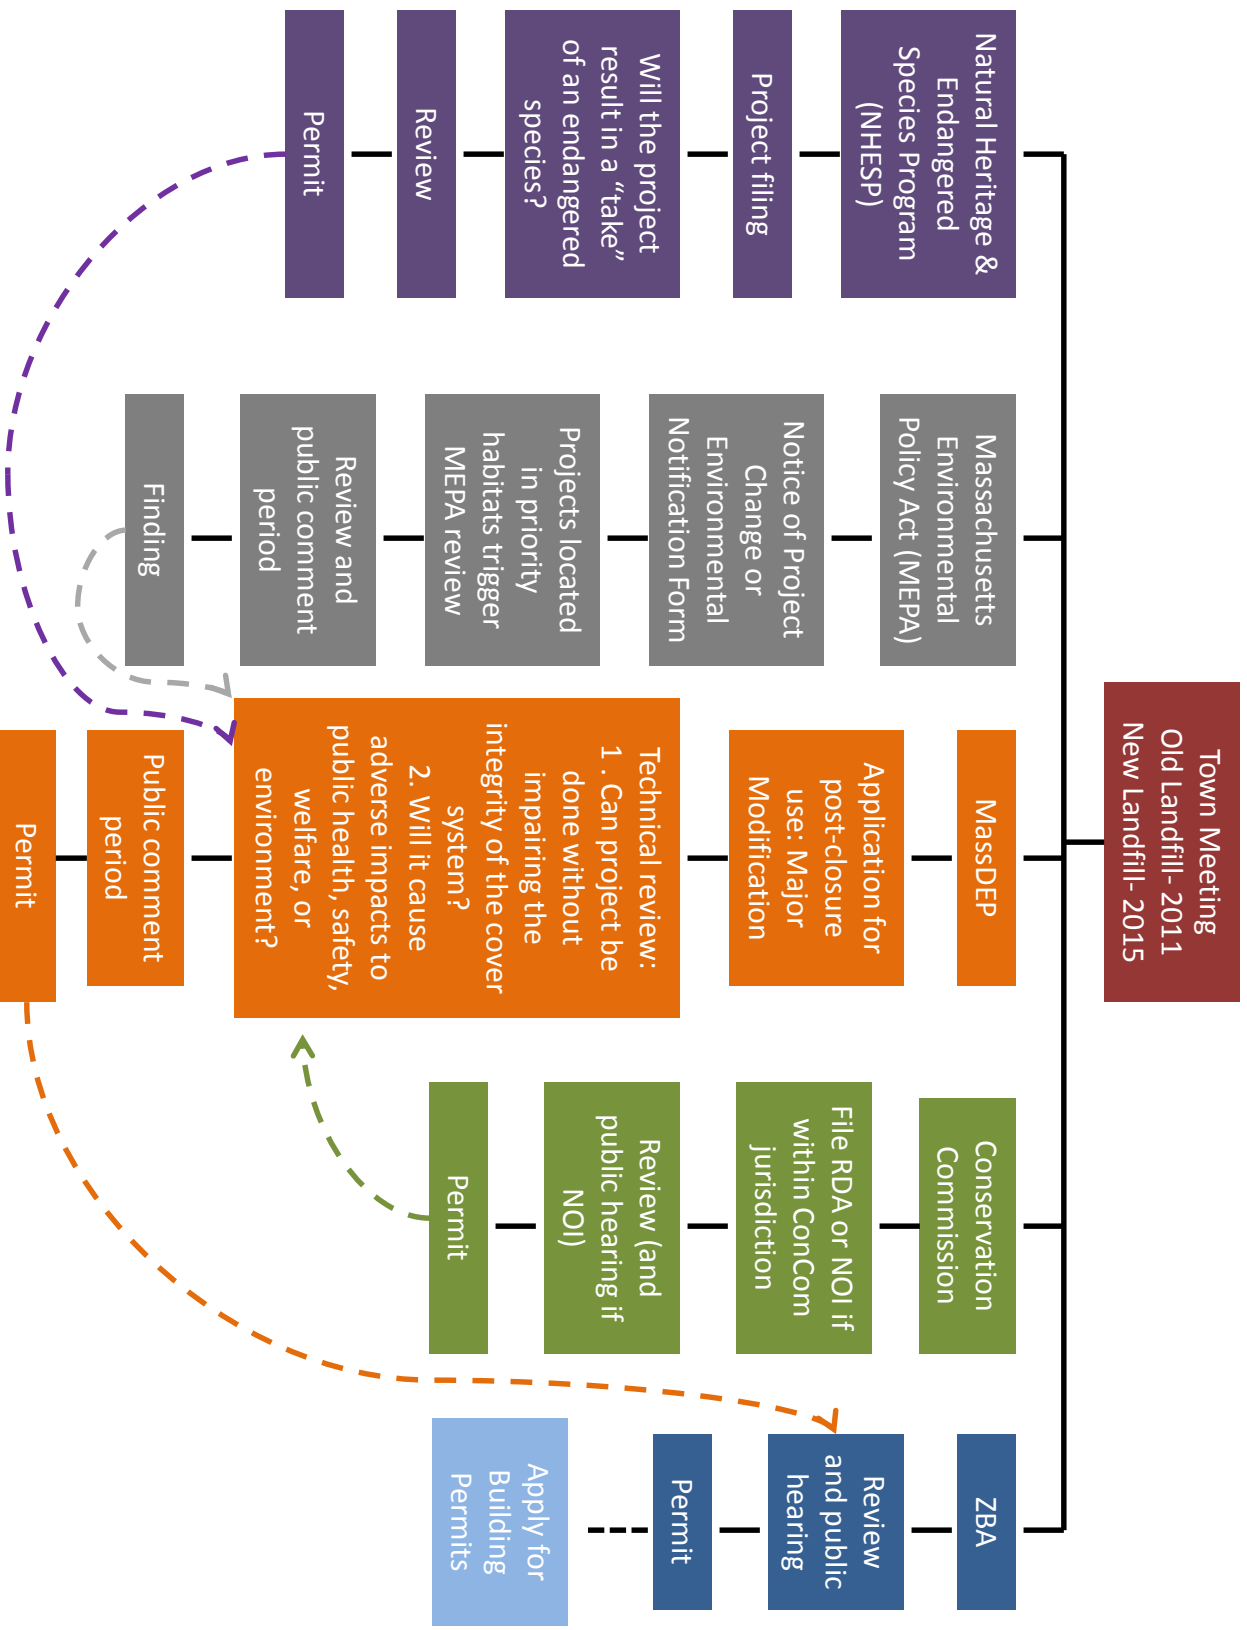 Town Meeting
Old Landfill- 2011
New Landfill- 2015
Natural Heritage &
Endangered
Species Program
(NHESP)
Project filing
Will the project
result in a “take”
of an endangered
species?
Review
Permit
Massachusetts
Environmental
Policy Act (MEPA)
Notice of Project
Change or
Environmental
Notification Form
Projects located
in priority
habitats trigger
MEPA review
Review and
public comment
period
Finding
MassDEP
Application for
post-closure
use: Major
Modification
Technical review:
1 . Can project be
done without
impairing the
integrity of the cover
system?
2. Will it cause
adverse impacts to
public health, safety,
welfare, or
environment?
Public comment
period
Permit
Conservation
Commission
File RDA or NOI if
within ConCom
jurisdiction
Review (and
public hearing if
NOI)
Permit
ZBA
Review
and public
hearing
Permit
Apply for
Building
Permits